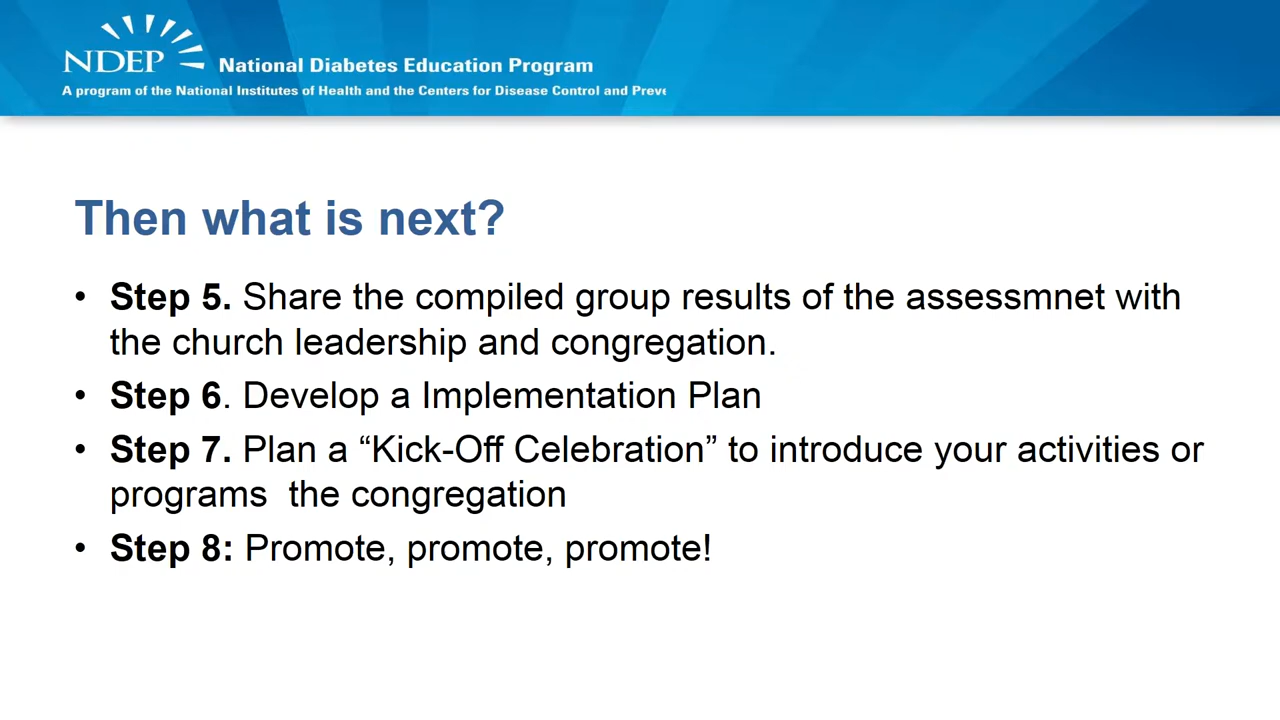 NDEP
National Diabetes Education Program
A program of the National Institutes of Health and the Centers for Disease Control and
Then what is next?
• Step 5. Share the compiled group results of the assessmnet with
the church leadership and congregation.
• Step 6. Develop a Implementation Plan
• Step 7. Plan a “Kick-Off Celebration” to introduce your activities or
programs  the congregation
• Step 8: Promote, promote, promote!